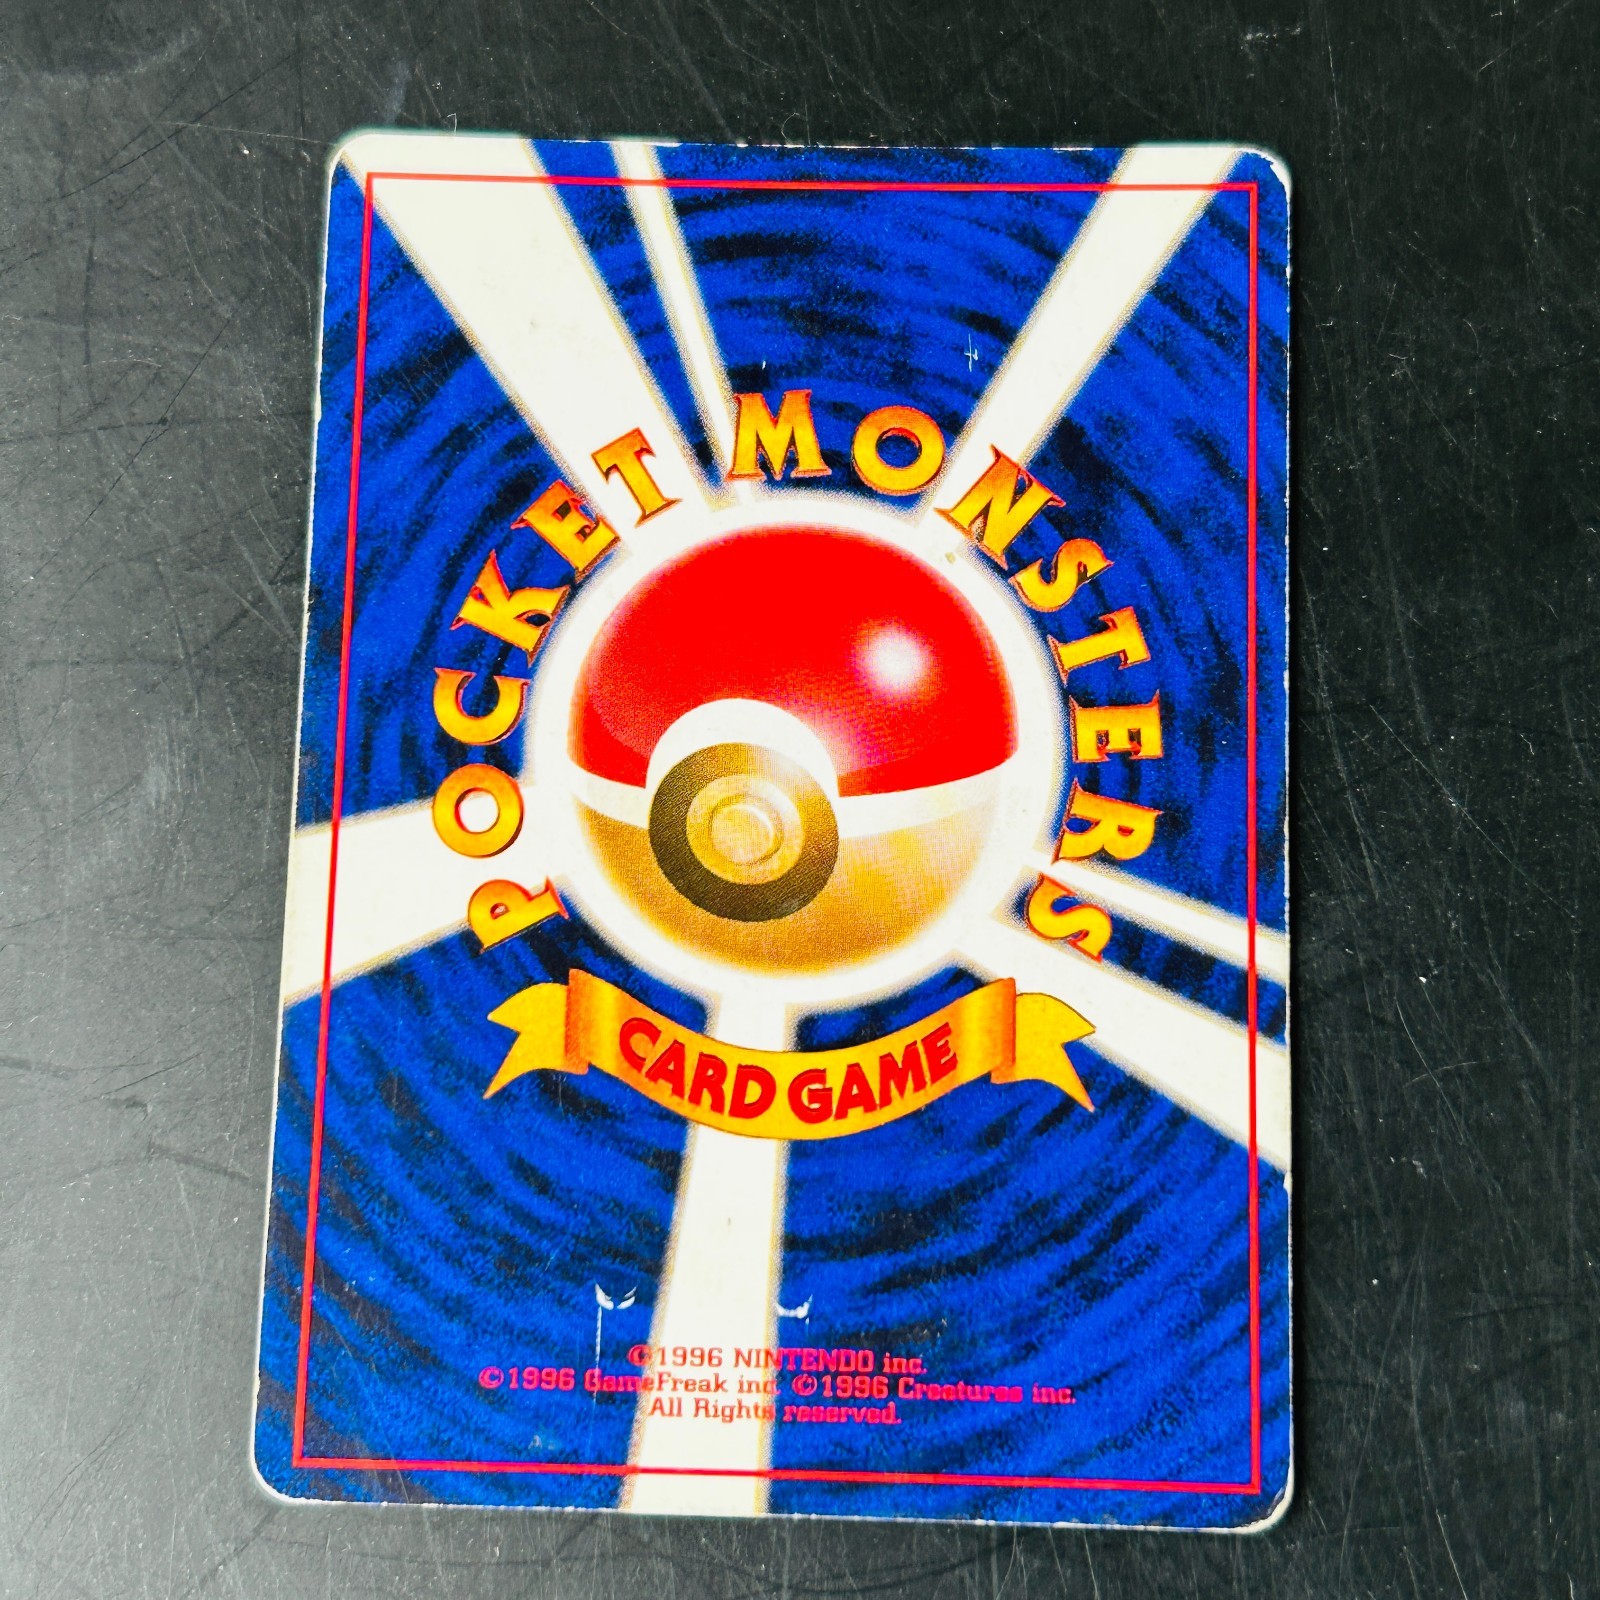 POCKET MONSTERS
CARD GAME
©1996 NINTENDO inc.
©1996 GameFreak inc. ©1996 Creatures inc.
All Rights reserved.